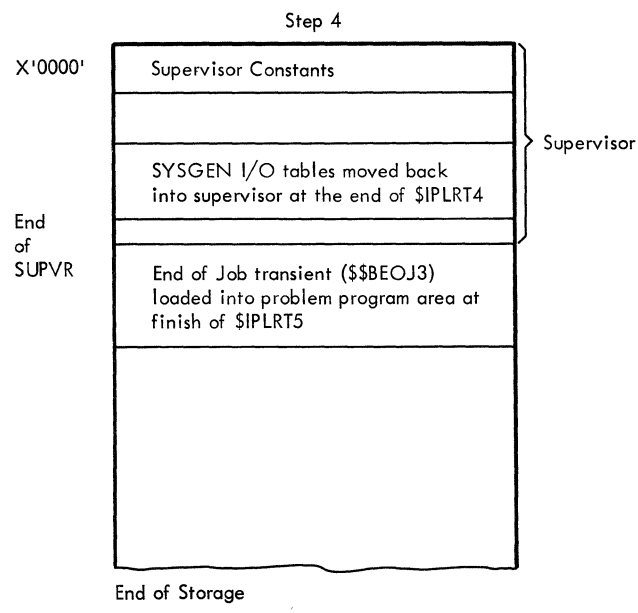 Step 4
X'0000'
Supervisor Constants
Supervisor
SYSGEN I/O tables moved back
into supervisor at the end of $IPLRT4
End
of
SUPVR
End of Job transient ($$BEOJ3)
loaded into problem program area at
finish of $IPLRT5
End of Storage